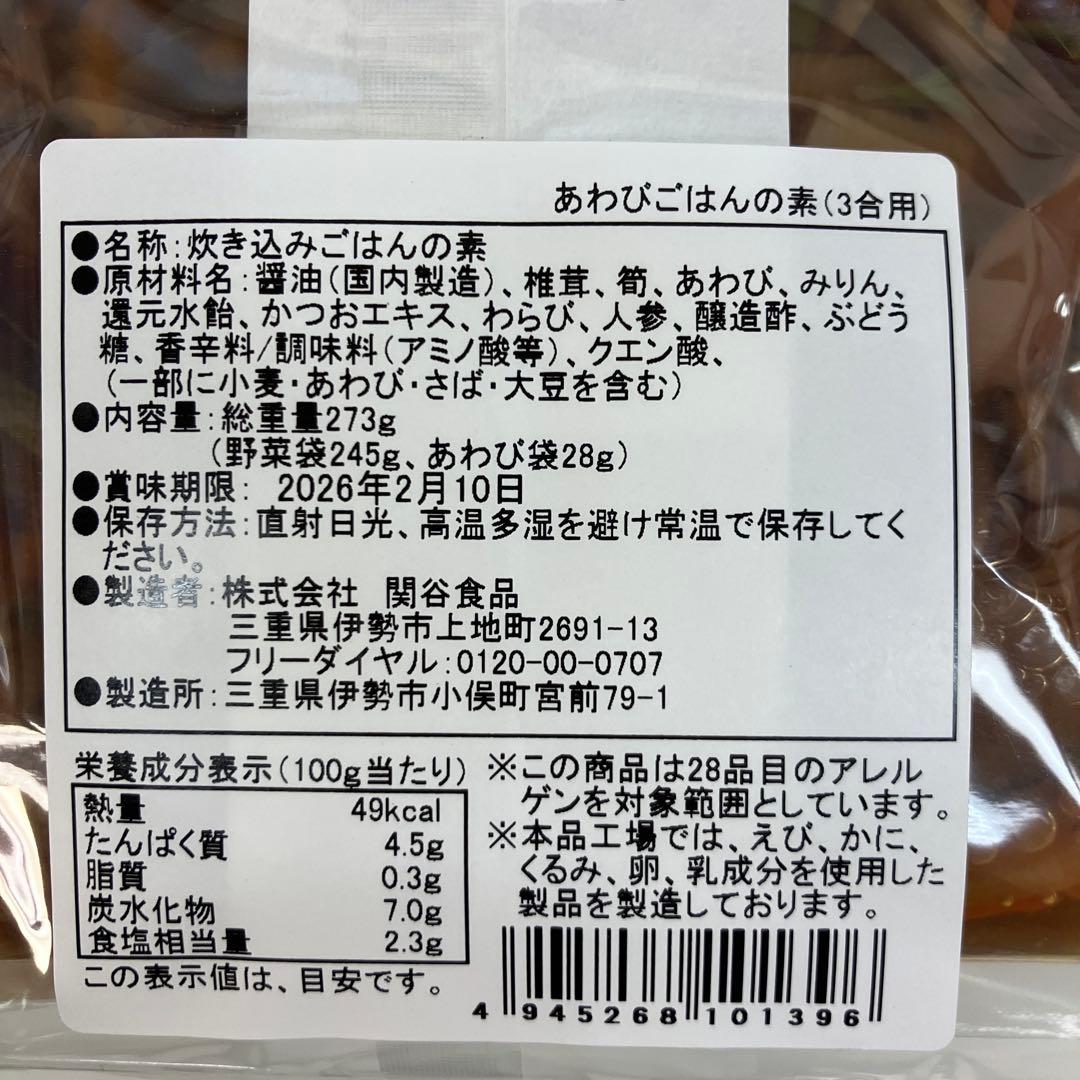 あわびごはんの素(3合用)
●名称:炊き込みごはんの素
●原材料名:醤油(国内製造)、椎茸、筍、あわび、みりん、
還元水飴、かつおエキス、わらび、人参、醸造酢、ぶどう
糖、香辛料/調味料(アミノ酸等)、クエン酸、
(一部に小麦・あわび・さば・大豆を含む)
●内容量:総重量273g
(野菜袋245g、あわび袋28g)
●賞味期限: 2026年2月10日
●保存方法:直射日光、高温多湿を避け常温で保存してく
ださい。
●製造者:株式会社 関谷食品
三重県伊勢市上地町2691-13
フリーダイヤル:0120-00-0707
●製造所:三重県伊勢市小俣町宮前79-1
栄養成分表示(100g当たり)
熱量 49kcal
たんぱく質 4.5g
脂質 0.3g
炭水化物 7.0g
食塩相当量 2.3g
この表示値は、目安です。
※この商品は28品目のアレル
ゲンを対象範囲としています。
※本品工場では、えび、かに、
くるみ、卵、乳成分を使用した
製品を製造しております。
4 945268 101396